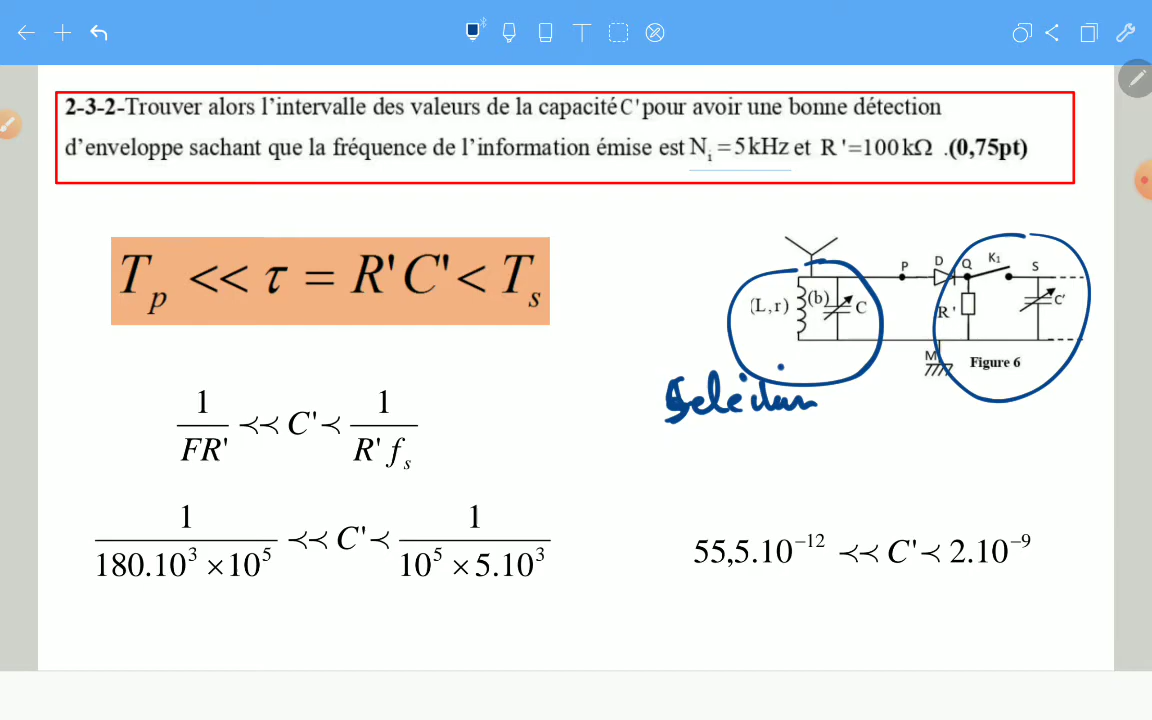 2-3-2-Trouver alors l'intervalle des valeurs de la capacité C' pour avoir une bonne détection
d'enveloppe sachant que la fréquence de l'information émise est Nᵢ = 5 kHz et R'=100 kΩ .(0,75pt)
Tₚ << τ = R'C' < Tₛ
P D Q K₁ S
(L,r) (b) C R' C'
M Figure 6
1/FR' ≺≺ C' ≺ 1/R'fₛ
1/180.10³ ×10⁵ ≺≺ C' ≺ 1/10⁵ ×5.10³
55,5.10⁻¹² ≺≺ C' ≺ 2.10⁻⁹